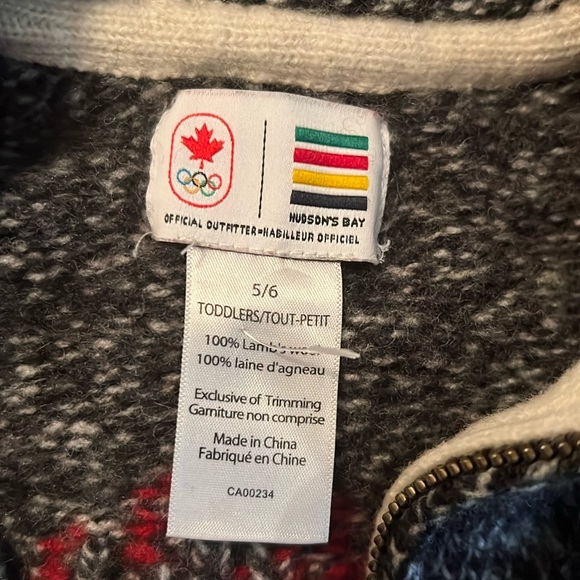 HUDSON'S BAY
OFFICIAL OUTFITTER=HABILLEUR OFFICIEL
5/6
TODDLERS/TOUT-PETIT
100% Lamb's wool
100% laine d'agneau
Exclusive of Trimming
Garniture non comprise
Made in China
Fabriqué en Chine
CA00234